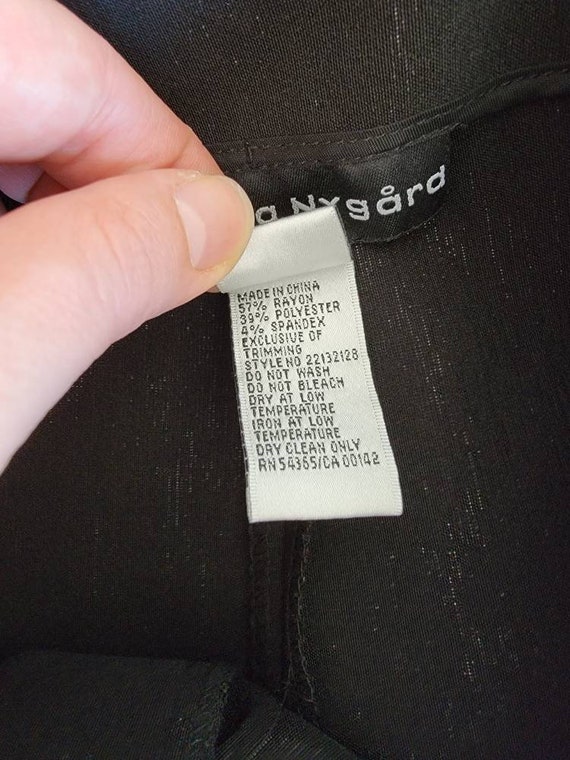 Nygård
MADE IN CHINA
57% RAYON
39% POLYESTER
4% SPANDEX
EXCLUSIVE OF
TRIMMING
STYLE NO 22132128
DO NOT WASH
DO NOT BLEACH
DRY AT LOW
TEMPERATURE
IRON AT LOW
TEMPERATURE
DRY CLEAN ONLY
RN 54365/CA 00142